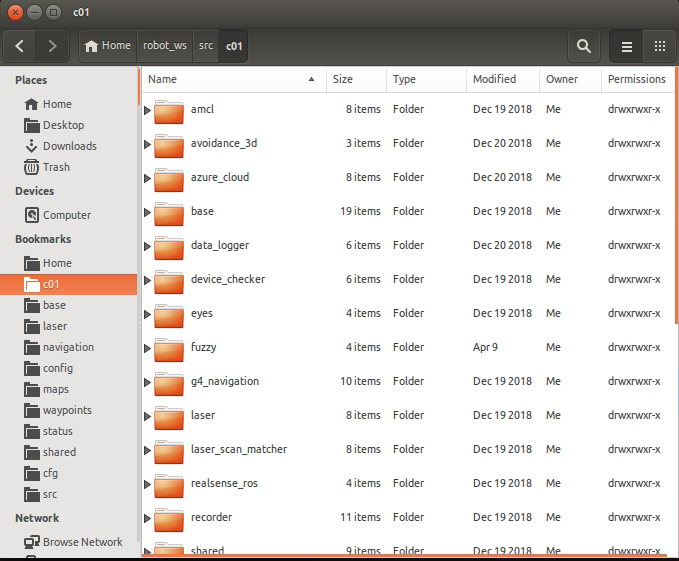 c01
Home robot_ws src c01
Places
Home
Desktop
Downloads
Trash
Devices
Computer
Bookmarks
Home
c01
base
laser
navigation
config
maps
waypoints
status
shared
cfg
src
Network
Browse Network
Name Size Type Modified Owner Permissions
amcl 8 items Folder Dec 19 2018 Me drwxrwxr-x
avoidance_3d 3 items Folder Dec 20 2018 Me drwxrwxr-x
azure_cloud 8 items Folder Dec 20 2018 Me drwxrwxr-x
base 19 items Folder Dec 19 2018 Me drwxrwxr-x
data_logger 6 items Folder Dec 20 2018 Me drwxrwxr-x
device_checker 6 items Folder Dec 19 2018 Me drwxrwxr-x
eyes 4 items Folder Dec 19 2018 Me drwxrwxr-x
fuzzy 4 items Folder Apr 9 Me drwxrwxr-x
g4_navigation 10 items Folder Dec 19 2018 Me drwxrwxr-x
laser 8 items Folder Dec 19 2018 Me drwxrwxr-x
laser_scan_matcher 8 items Folder Dec 19 2018 Me drwxrwxr-x
realsense_ros 4 items Folder Dec 19 2018 Me drwxrwxr-x
recorder 11 items Folder Dec 19 2018 Me drwxrwxr-x
shared 9 items Folder Dec 19 2018 Me drwxrwxr-x